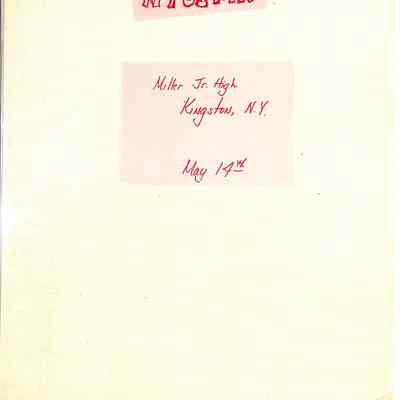 Miller Jr. High
Kingston, N.Y.
May 14th